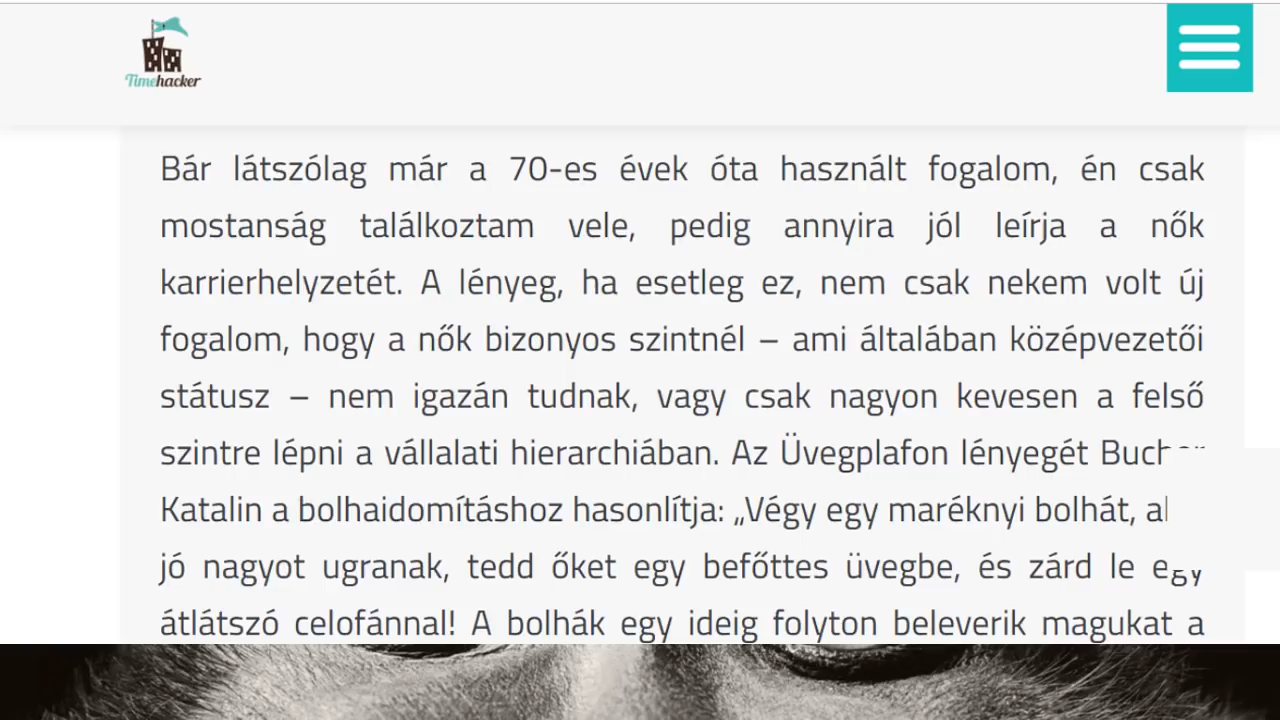 Timehacker
Bár látszólag már a 70-es évek óta használt fogalom, én csak
mostanság találkoztam vele, pedig annyira jól leírja a nők
karrierhelyzetét. A lényeg, ha esetleg ez, nem csak nekem volt új
fogalom, hogy a nők bizonyos szintnél – ami általában középvezetői
státusz – nem igazán tudnak, vagy csak nagyon kevesen a felső
szintre lépni a vállalati hierarchiában. Az Üvegplafon lényegét
Katalin a bolhaidomításhoz hasonlítja: „Végy egy maréknyi bolhát,
jó nagyot ugranak, tedd őket egy befőttes üvegbe, és zárd le egy
átlátszó celofánnal! A bolhák egy ideig folyton beleverik magukat a